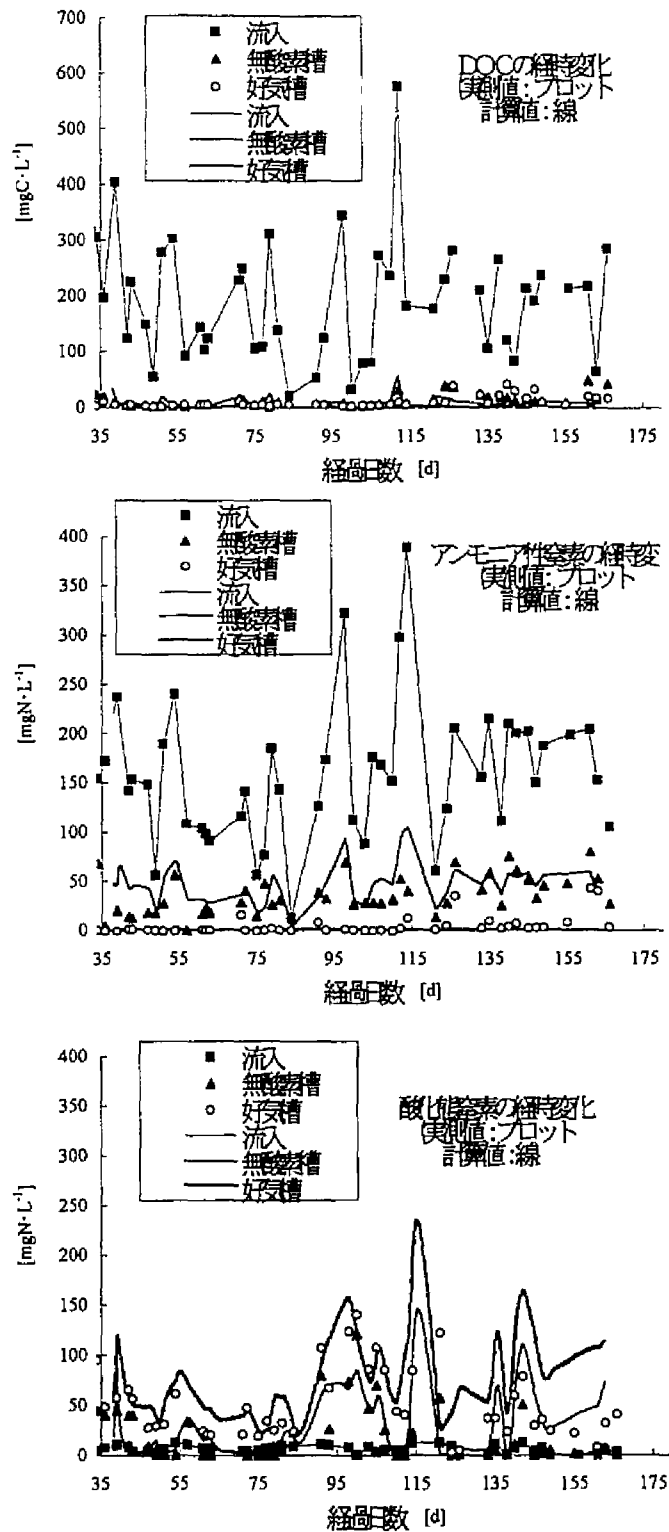 700
600
500
400
300
200
100
0
[mgC·L⁻¹]
流入
無酸素槽
好気槽
流入
無酸素槽
好気槽
DOCの経時変化
(実測値:プロット
計算値:線
35 55 75 95 115 135 155 175
経過日数 [d]
400
350
300
250
200
150
100
50
0
[mgN·L⁻¹]
流入
無酸素槽
好気槽
流入
無酸素槽
好気槽
アンモニア性窒素の経時変
(実測値:プロット
計算値:線
35 55 75 95 115 135 155 175
経過日数 [d]
400
350
300
250
200
150
100
50
0
[mgN·L⁻¹]
流入
無酸素槽
好気槽
流入
無酸素槽
好気槽
酸化態窒素の経時変化
(実測値:プロット
計算値:線
35 55 75 95 115 135 155 175
経過日数 [d]